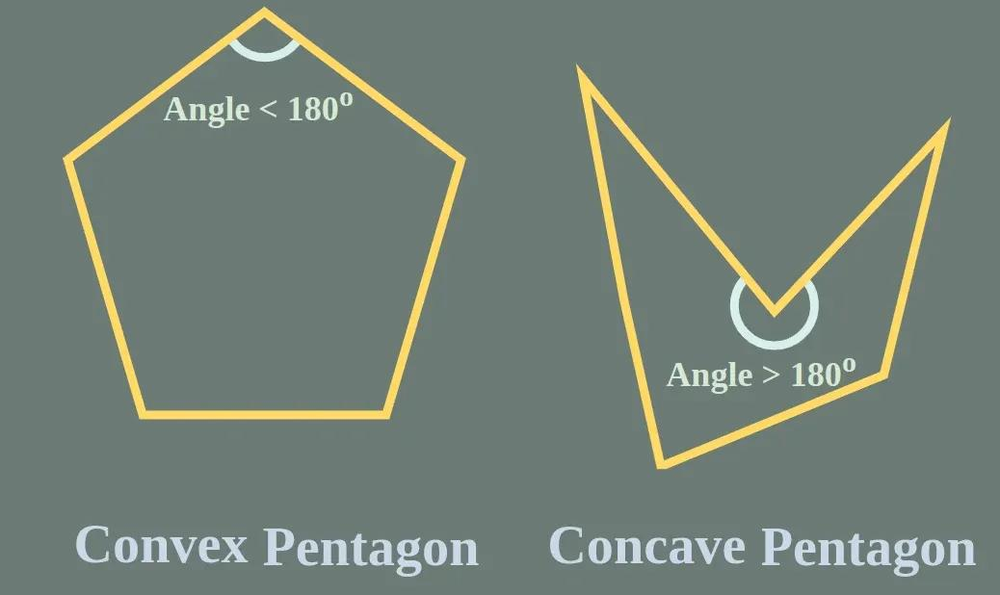 Angle < 180º
Angle > 180º
Convex Pentagon
Concave Pentagon